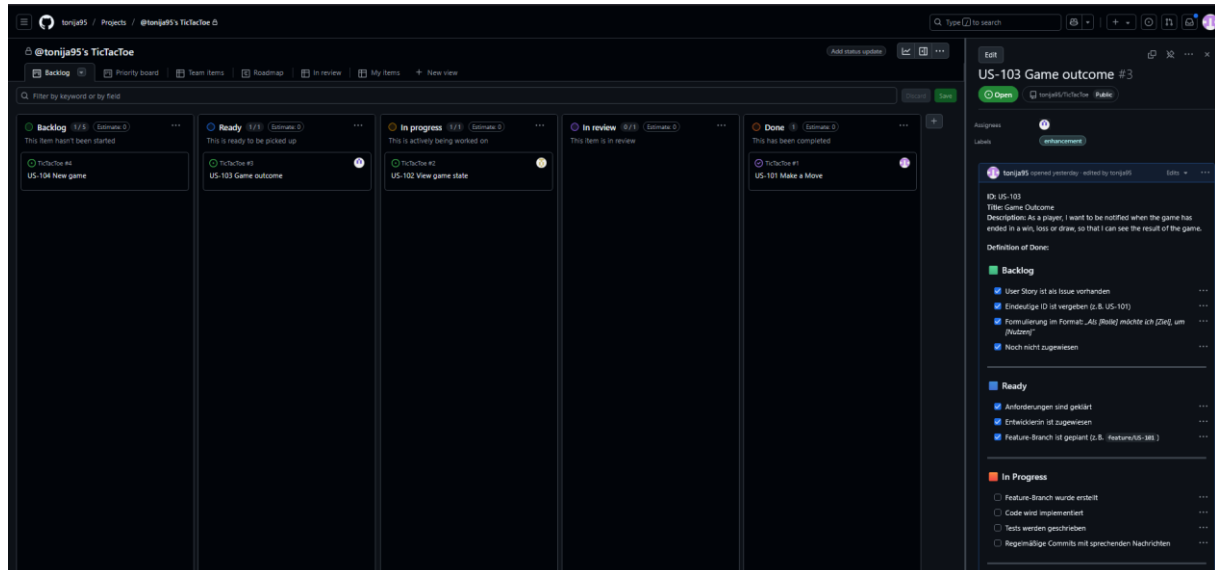 tonija95 / Projects / @tonija95's TicTacToe
Type / to search
@tonija95's TicTacToe
Add status update
Backlog
Priority board
Team items
Roadmap
In review
My items
+ New view
Filter by keyword or by field
Discard
Save
Backlog 1/5 Estimate: 0
This item hasn't been started
TicTacToe #4
US-104 New game
Ready 1/1 Estimate: 0
This is ready to be picked up
TicTacToe #3
US-103 Game outcome
In progress 1/1 Estimate: 0
This is actively being worked on
TicTacToe #2
US-102 View game state
In review 0/1 Estimate: 0
This item is in review
Done 1 Estimate: 0
This has been completed
TicTacToe #1
US-101 Make a Move
Edit
US-103 Game outcome #3
Open
tonija95/TicTacToe Public
Assignees
Labels
enhancement
tonija95 opened yesterday · edited by tonija95
Edits
ID: US-103
Title: Game Outcome
Description: As a player, I want to be notified when the game has
ended in a win, loss or draw, so that I can see the result of the game.
Definition of Done:
Backlog
User Story ist als Issue vorhanden
Eindeutige ID ist vergeben (z. B. US-101)
Formulierung im Format: „Als [Rolle] möchte ich [Ziel], um
[Nutzen]"
Noch nicht zugewiesen
Ready
Anforderungen sind geklärt
Entwickler:in ist zugewiesen
Feature-Branch ist geplant (z. B. feature/US-101 )
In Progress
Feature-Branch wurde erstellt
Code wird implementiert
Tests werden geschrieben
Regelmäßige Commits mit sprechenden Nachrichten